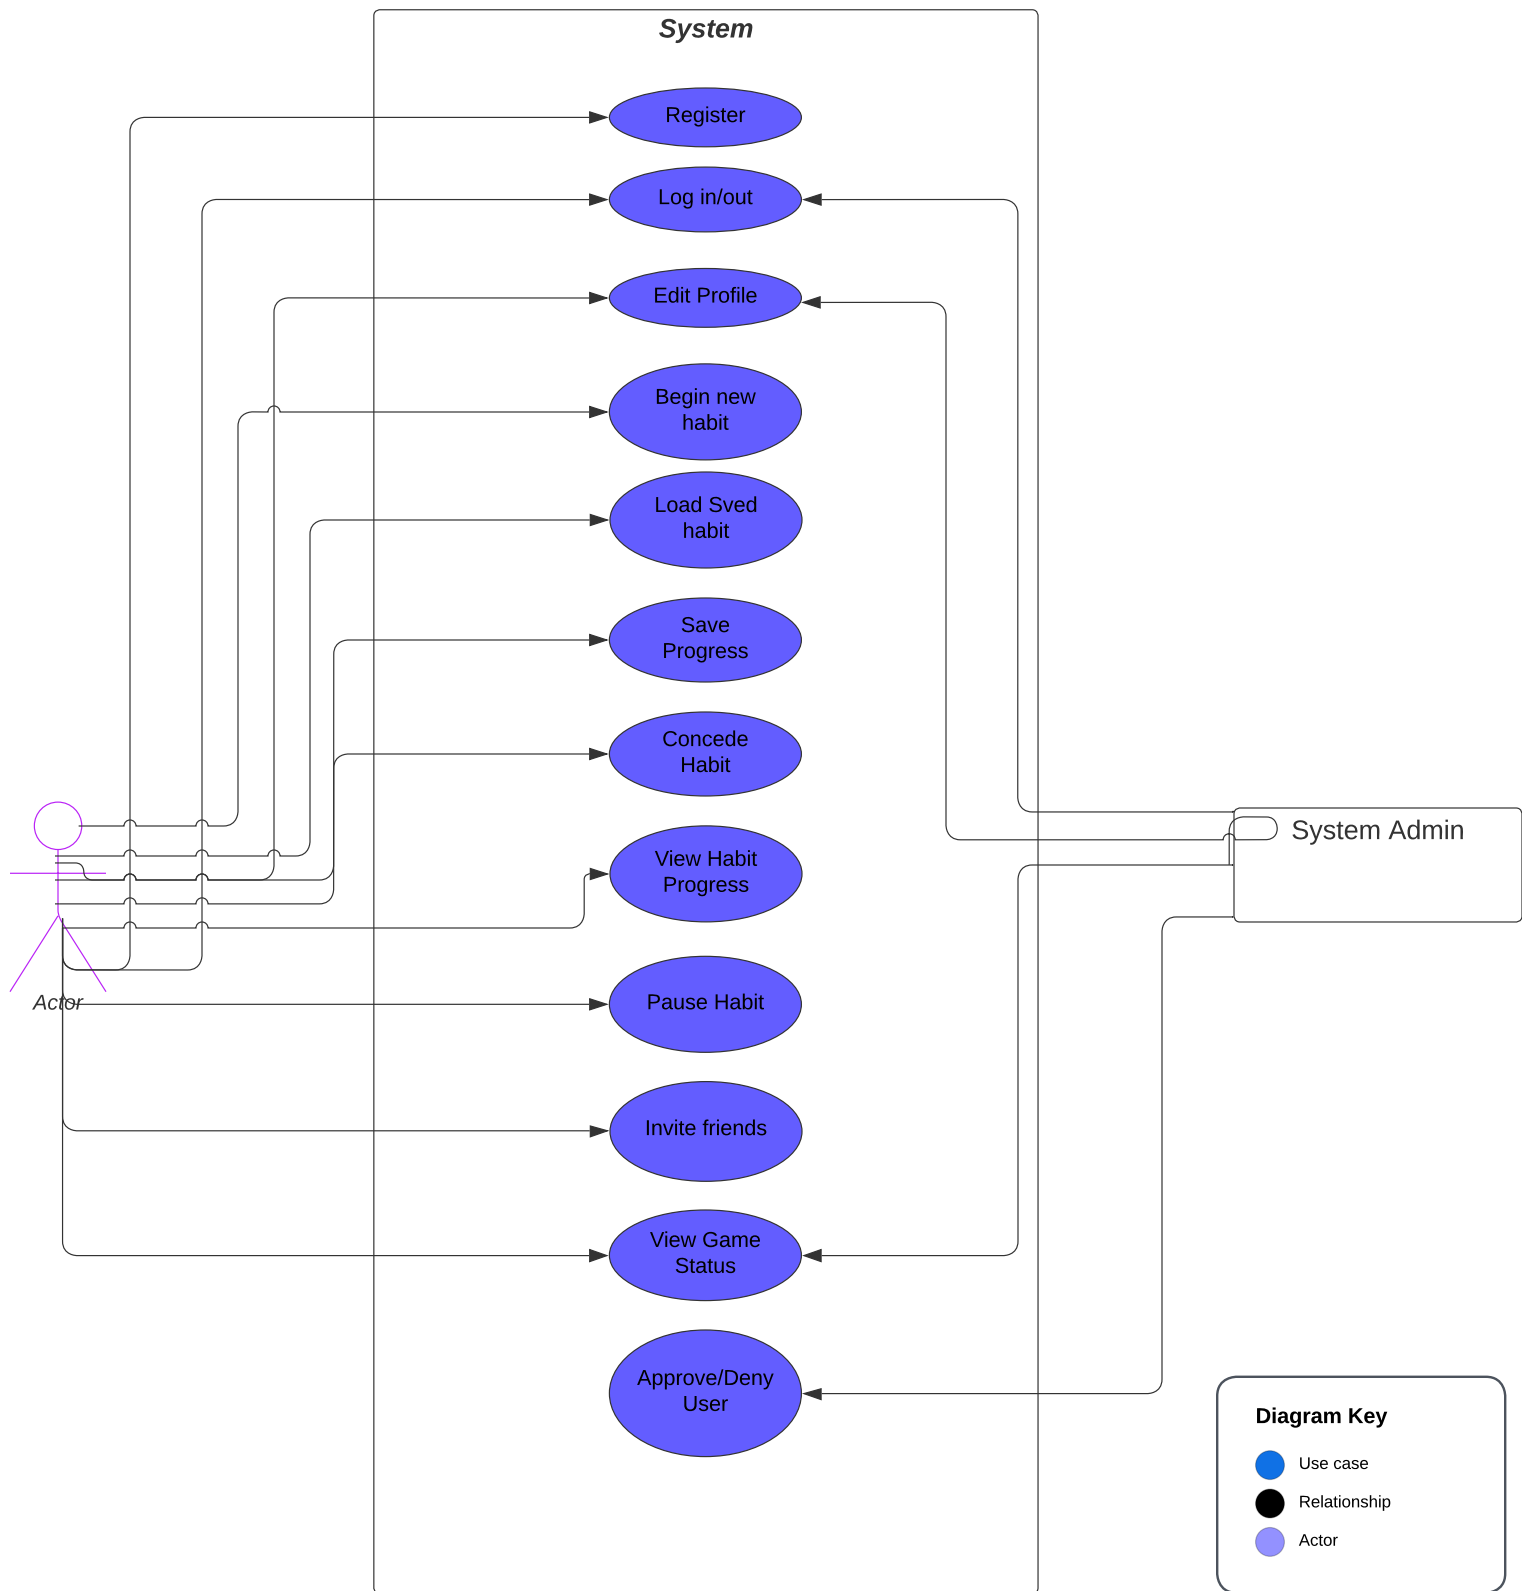 System
Register
Log in/out
Edit Profile
Begin new
habit
Load Sved
habit
Save
Progress
Concede
Habit
View Habit
Progress
Pause Habit
Invite friends
View Game
Status
Approve/Deny
User
Actor
System Admin
Diagram Key
Use case
Relationship
Actor